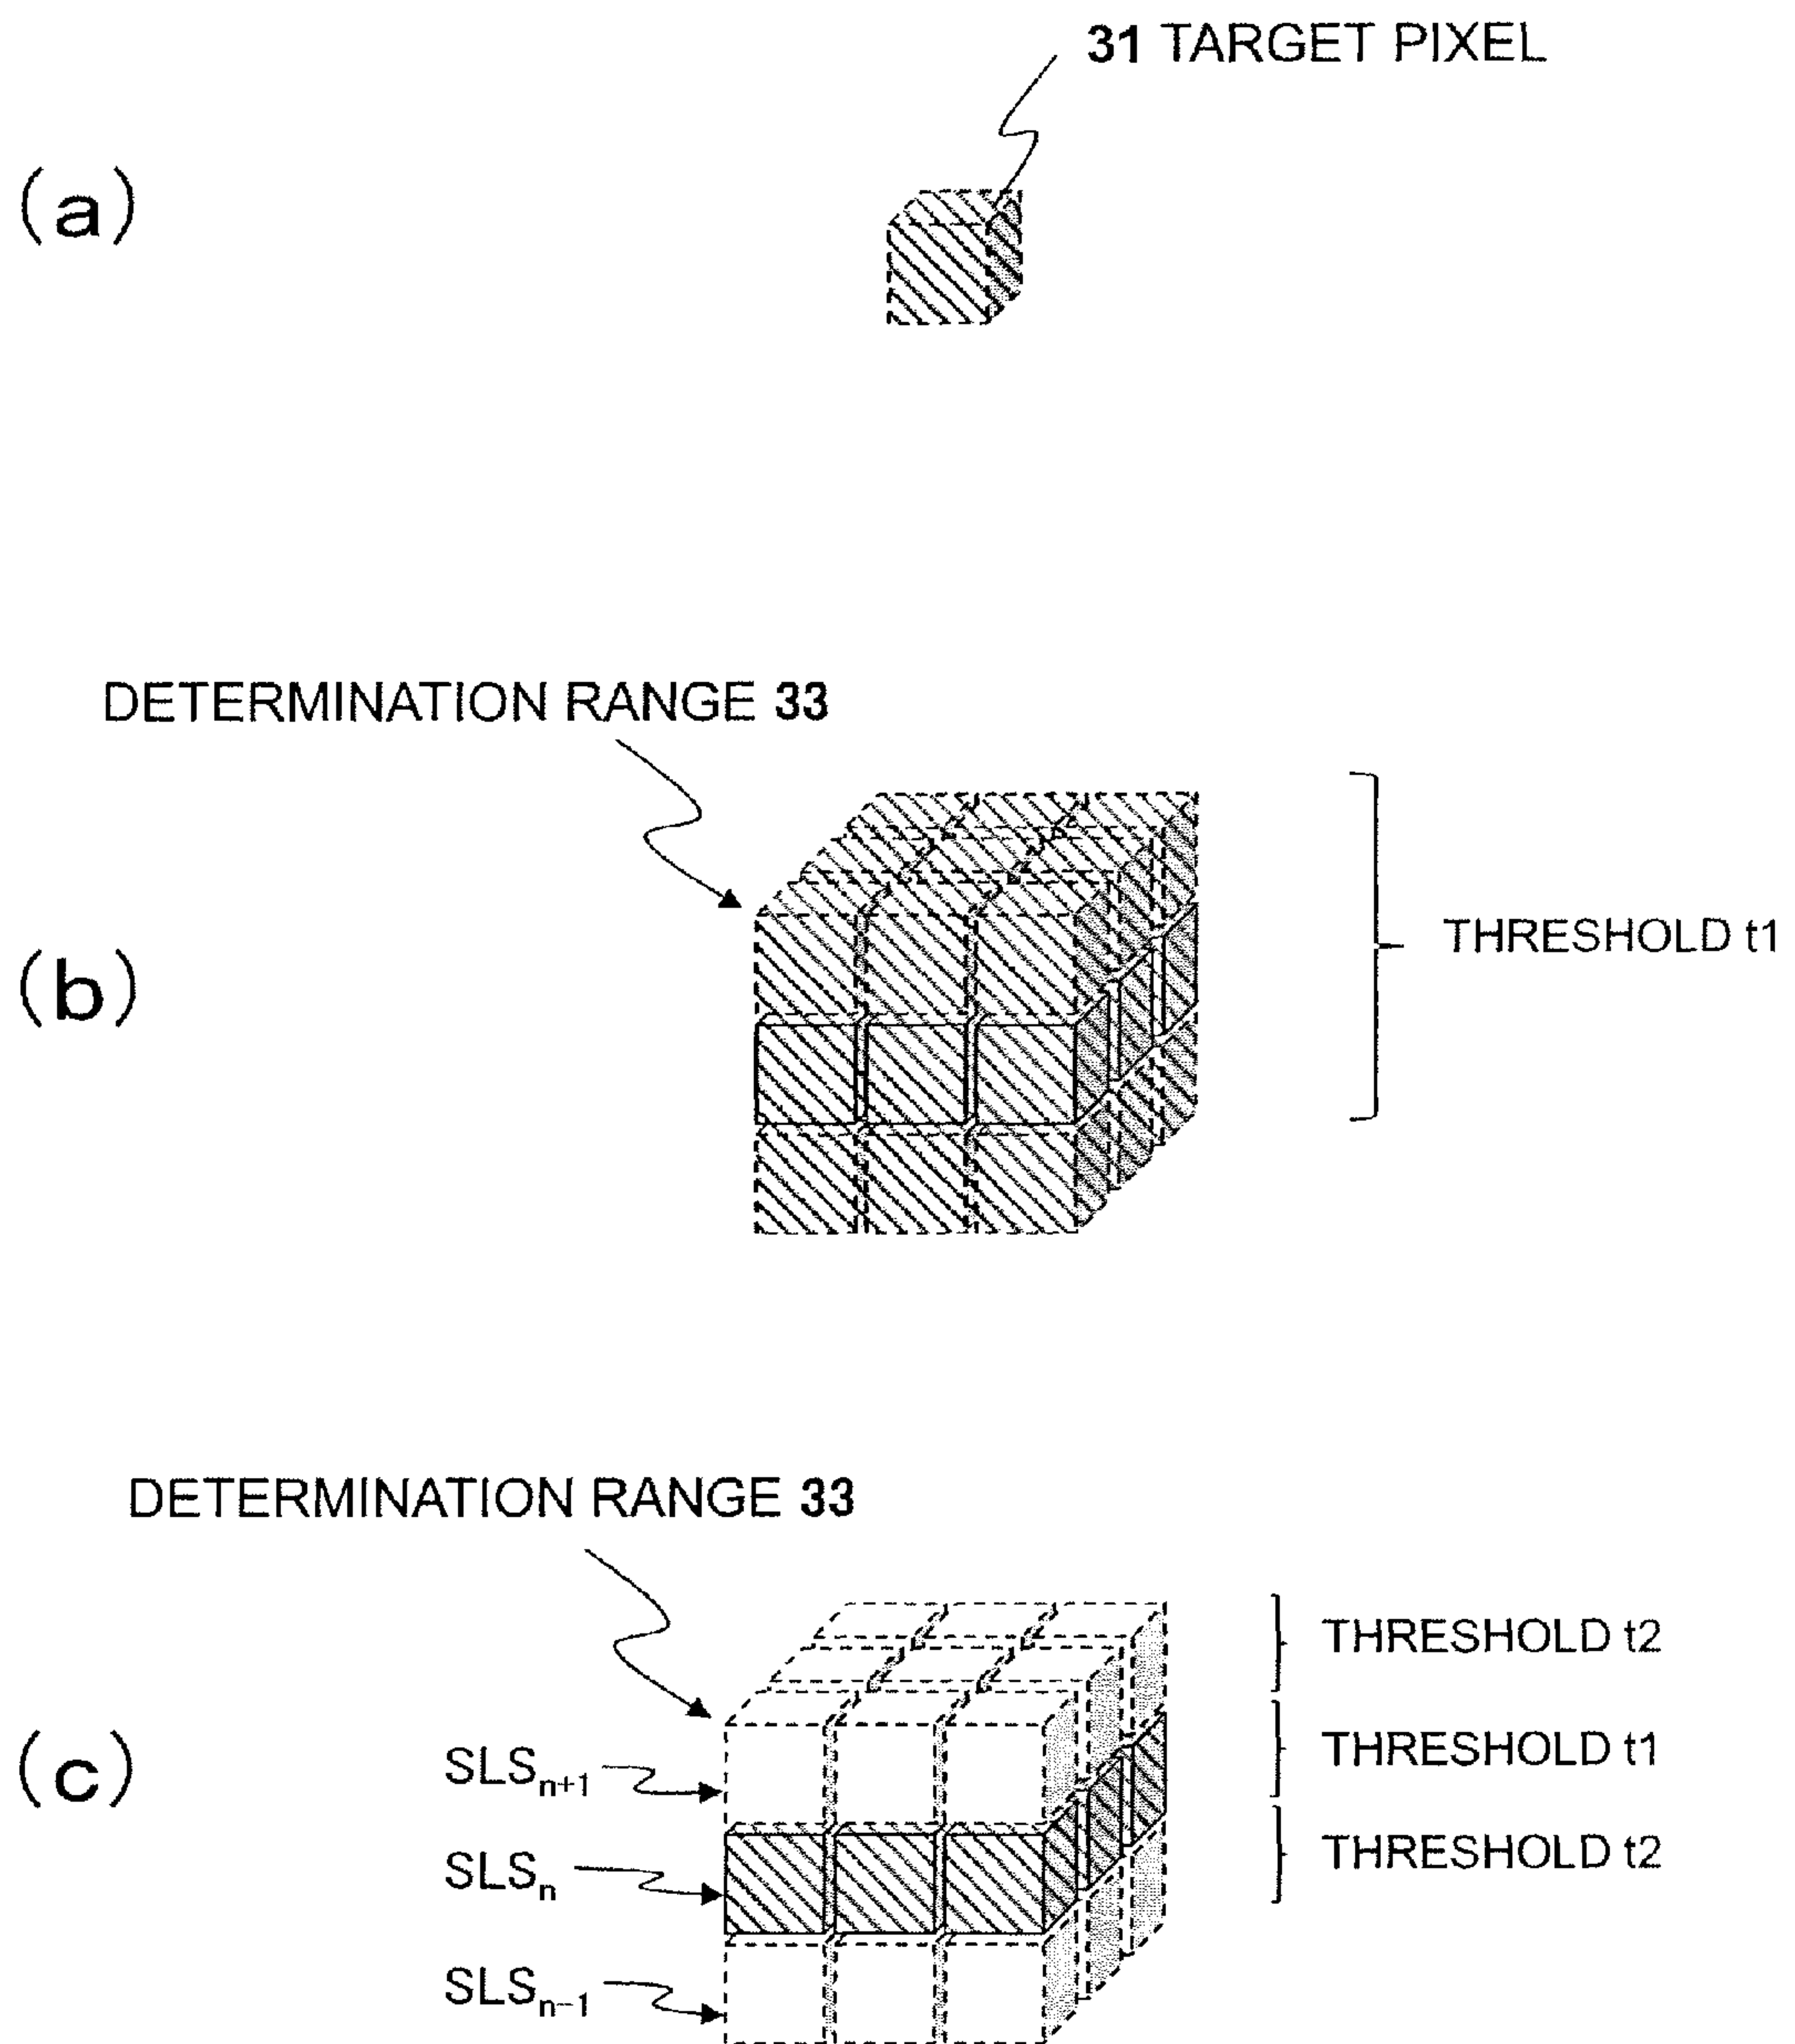 31 TARGET PIXEL
(a)
DETERMINATION RANGE 33
(b)
THRESHOLD t1
DETERMINATION RANGE 33
(c)
SLSn+1
SLSn
SLSn−1
THRESHOLD t2
THRESHOLD t1
THRESHOLD t2